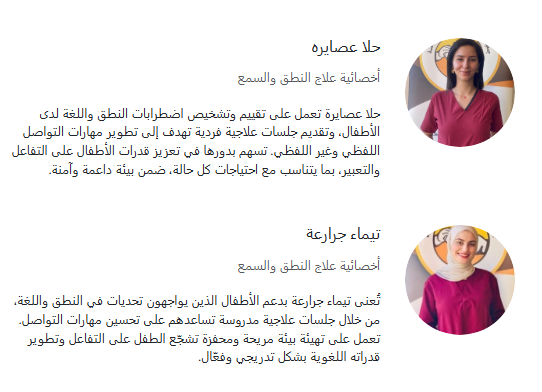 حلا عصايره
أخصائية علاج النطق والسمع
حلا عصايرة تعمل على تقييم وتشخيص اضطرابات النطق واللغة لدى
الأطفال، وتقديم جلسات علاجية فردية تهدف إلى تطوير مهارات التواصل
اللفظي وغير اللفظي. تسهم بدورها في تعزيز قدرات الأطفال على التفاعل
والتعبير، بما يتناسب مع احتياجات كل حالة، ضمن بيئة داعمة وآمنة.
تيماء جرارعة
أخصائية علاج النطق والسمع
تُعنى تيماء جرارعة بدعم الأطفال الذين يواجهون تحديات في النطق واللغة،
من خلال جلسات علاجية مدروسة تساعدهم على تحسين مهارات التواصل.
تعمل على تهيئة بيئة مريحة ومحفزة تشجّع الطفل على التفاعل وتطوير
قدراته اللغوية بشكل تدريجي وفعّال.